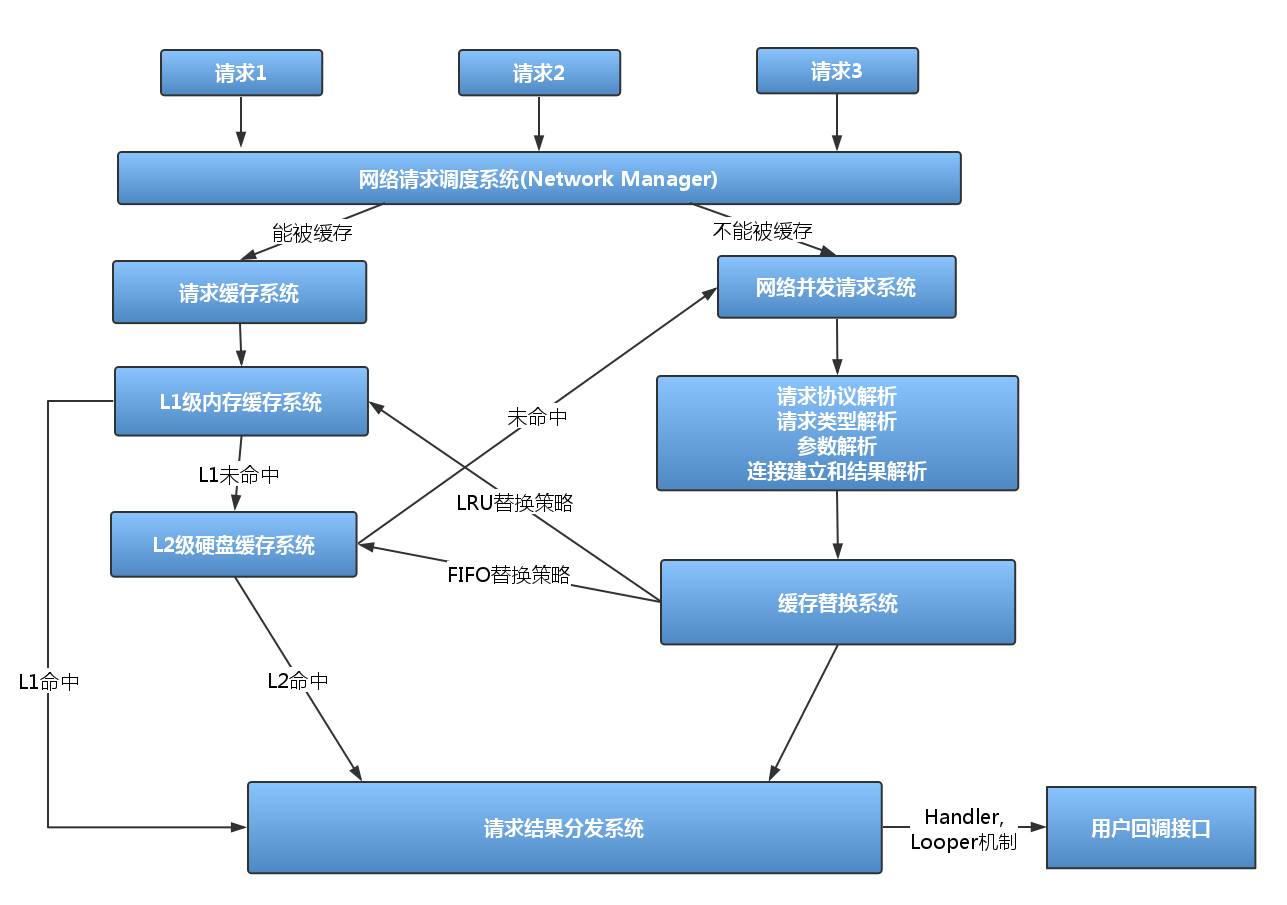 请求1
请求2
请求3
网络请求调度系统(Network Manager)
能被缓存
不能被缓存
请求缓存系统
网络并发请求系统
L1级内存缓存系统
请求协议解析
请求类型解析
参数解析
连接建立和结果解析
未命中
L1未命中
LRU替换策略
L2级硬盘缓存系统
FIFO替换策略
缓存替换系统
L1命中
L2命中
请求结果分发系统
Handler,
Looper机制
用户回调接口